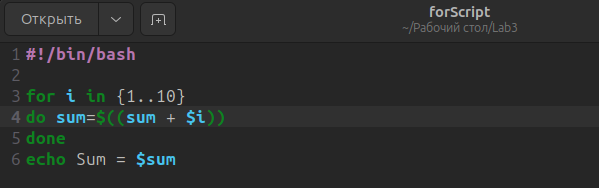 Открыть
forScript
~/Рабочий стол/Lab3
1 #!/bin/bash
2
3 for i in {1..10}
4 do sum=$((sum + $i))
5 done
6 echo Sum = $sum